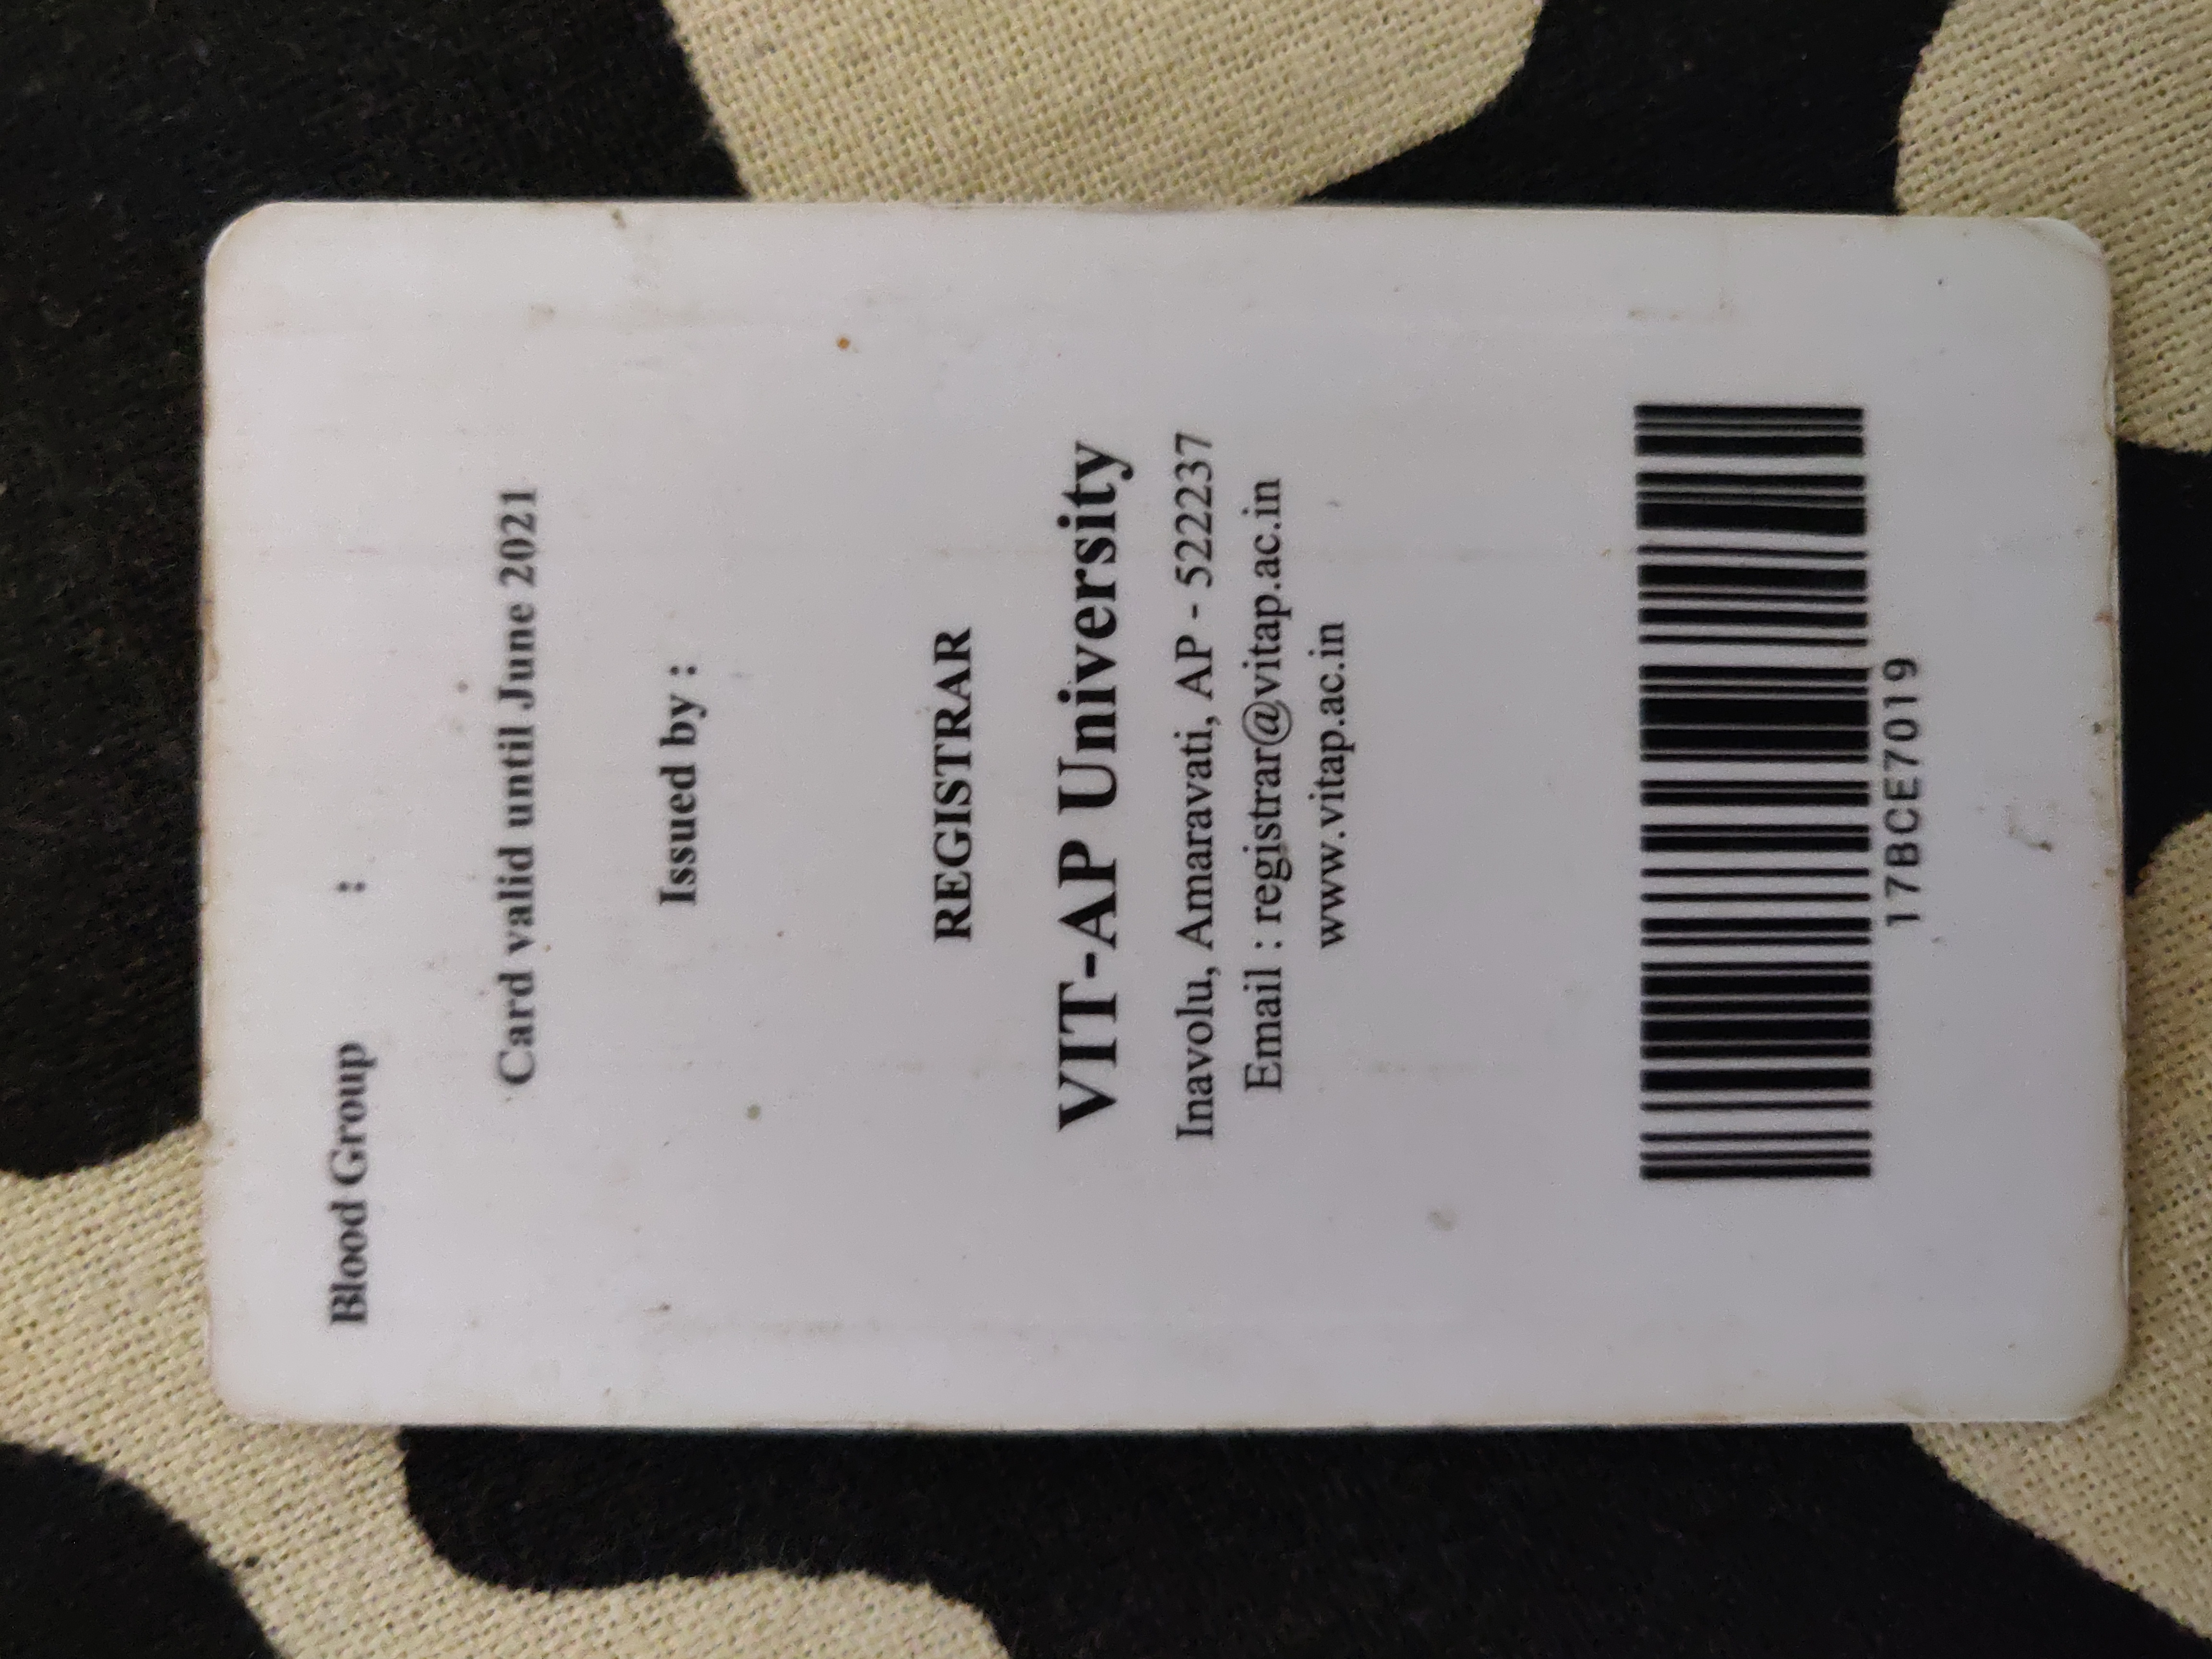 Blood Group :
Card valid until June 2021
Issued by :
REGISTRAR
VIT-AP University
Inavolu, Amaravati, AP - 522237
Email : registrar@vitap.ac.in
www.vitap.ac.in
17BCE7019